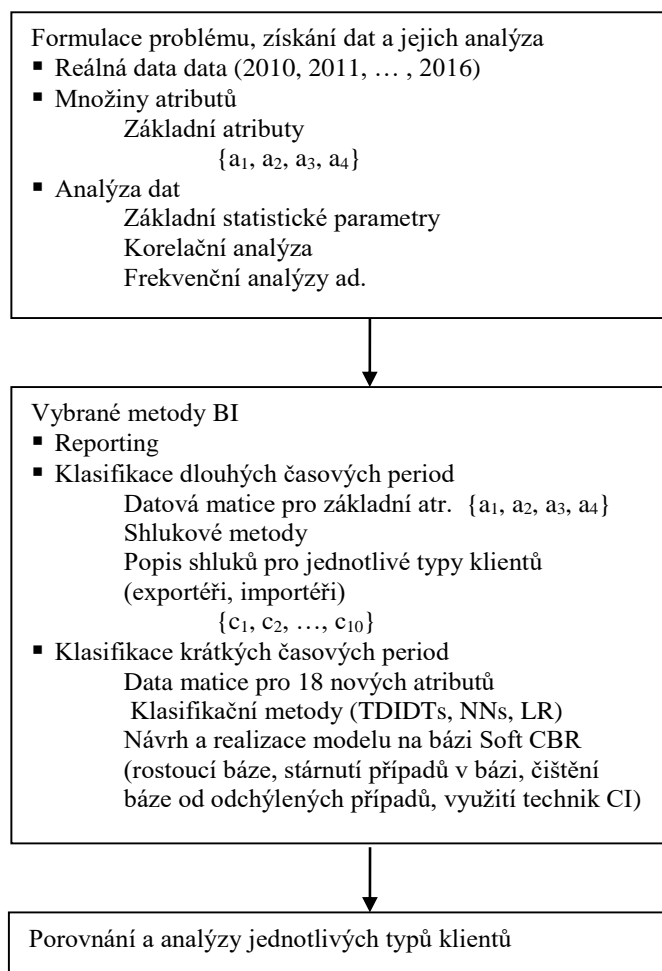 Formulace problému, získání dat a jejich analýza
▪ Reálná data data (2010, 2011, … , 2016)
▪ Množiny atributů
Základní atributy
{a₁, a₂, a₃, a₄}
▪ Analýza dat
Základní statistické parametry
Korelační analýza
Frekvenční analýzy ad.
Vybrané metody BI
▪ Reporting
▪ Klasifikace dlouhých časových period
Datová matice pro základní atr. {a₁, a₂, a₃, a₄}
Shlukové metody
Popis shluků pro jednotlivé typy klientů
(exportéři, importéři)
{c₁, c₂, …, c₁₀}
▪ Klasifikace krátkých časových period
Data matice pro 18 nových atributů
Klasifikační metody (TDIDTs, NNs, LR)
Návrh a realizace modelu na bázi Soft CBR
(rostoucí báze, stárnutí případů v bázi, čištění
báze od odchýlených případů, využití technik CI)
Porovnání a analýzy jednotlivých typů klientů